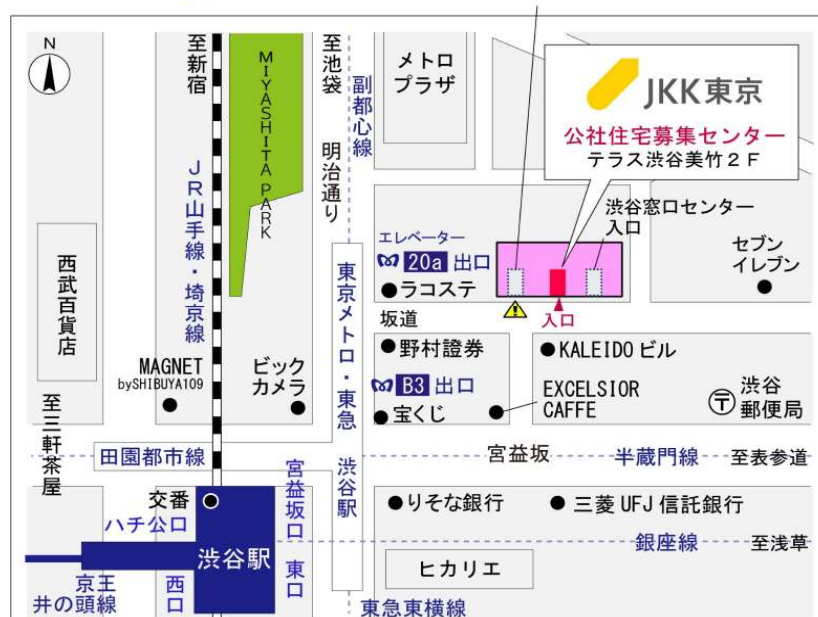 N
至新宿
JR山手線・埼京線
MIYASHITA PARK
至池袋
明治通り
副都心線
メトロ
プラザ
JKK東京
公社住宅募集センター
テラス渋谷美竹2F
渋谷窓口センター
入口
エレベーター
20a 出口
ラコステ
入口
セブン
イレブン
西武百貨店
東京メトロ・東急 渋谷駅
坂道
野村證券
KALEIDO ビル
MAGNET
bySHIBUYA109
ビック
カメラ
B3 出口
宝くじ
EXCELSIOR
CAFFE
〒
渋谷
郵便局
至三軒茶屋
田園都市線
宮益坂
半蔵門線
至表参道
交番
ハチ公口
宮益坂口
りそな銀行
三菱UFJ信託銀行
渋谷駅
銀座線
至浅草
京王
井の頭線
西口
東口
ヒカリエ
東急東横線